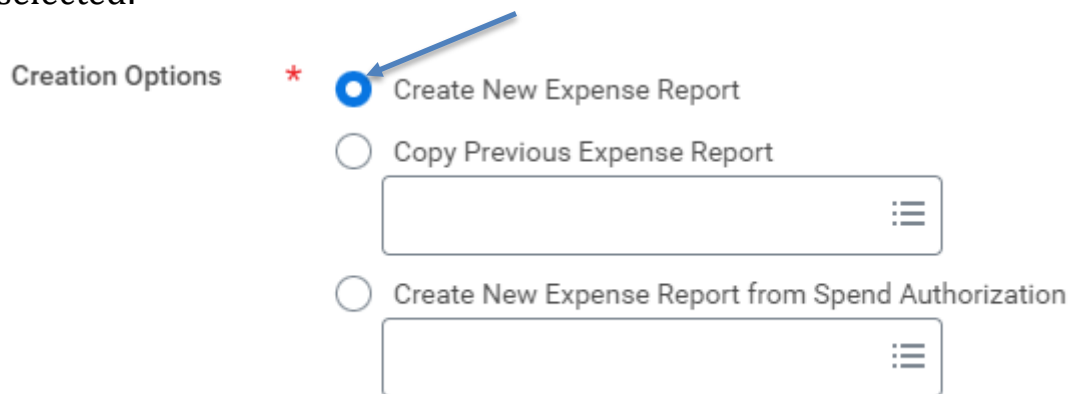 selected.
Creation Options * Create New Expense Report
Copy Previous Expense Report
Create New Expense Report from Spend Authorization